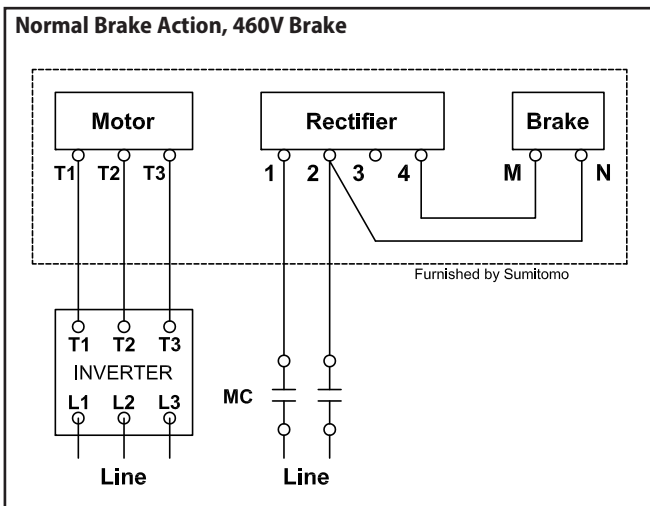 Normal Brake Action, 460V Brake
Motor Rectifier Brake
T1 T2 T3 1 2 3 4 M N
Furnished by Sumitomo
T1 T2 T3
INVERTER
L1 L2 L3
MC
Line Line